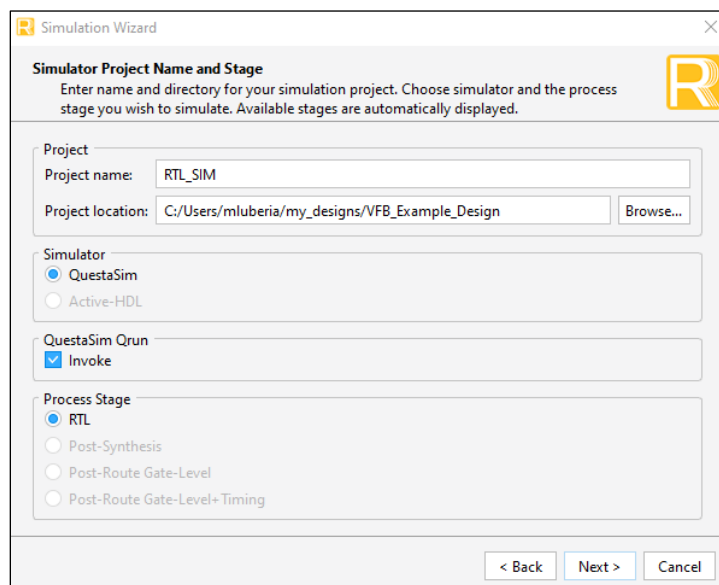 Simulation Wizard
Simulator Project Name and Stage
Enter name and directory for your simulation project. Choose simulator and the process
stage you wish to simulate. Available stages are automatically displayed.
Project
Project name: RTL_SIM
Project location: C:/Users/mluberia/my_designs/VFB_Example_Design Browse...
Simulator
QuestaSim
Active-HDL
QuestaSim Qrun
Invoke
Process Stage
RTL
Post-Synthesis
Post-Route Gate-Level
Post-Route Gate-Level+Timing
< Back Next > Cancel